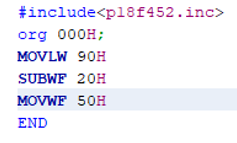 #include<p18f452.inc>
org 000H;
MOVLW 90H
SUBWF 20H
MOVWF 50H
END